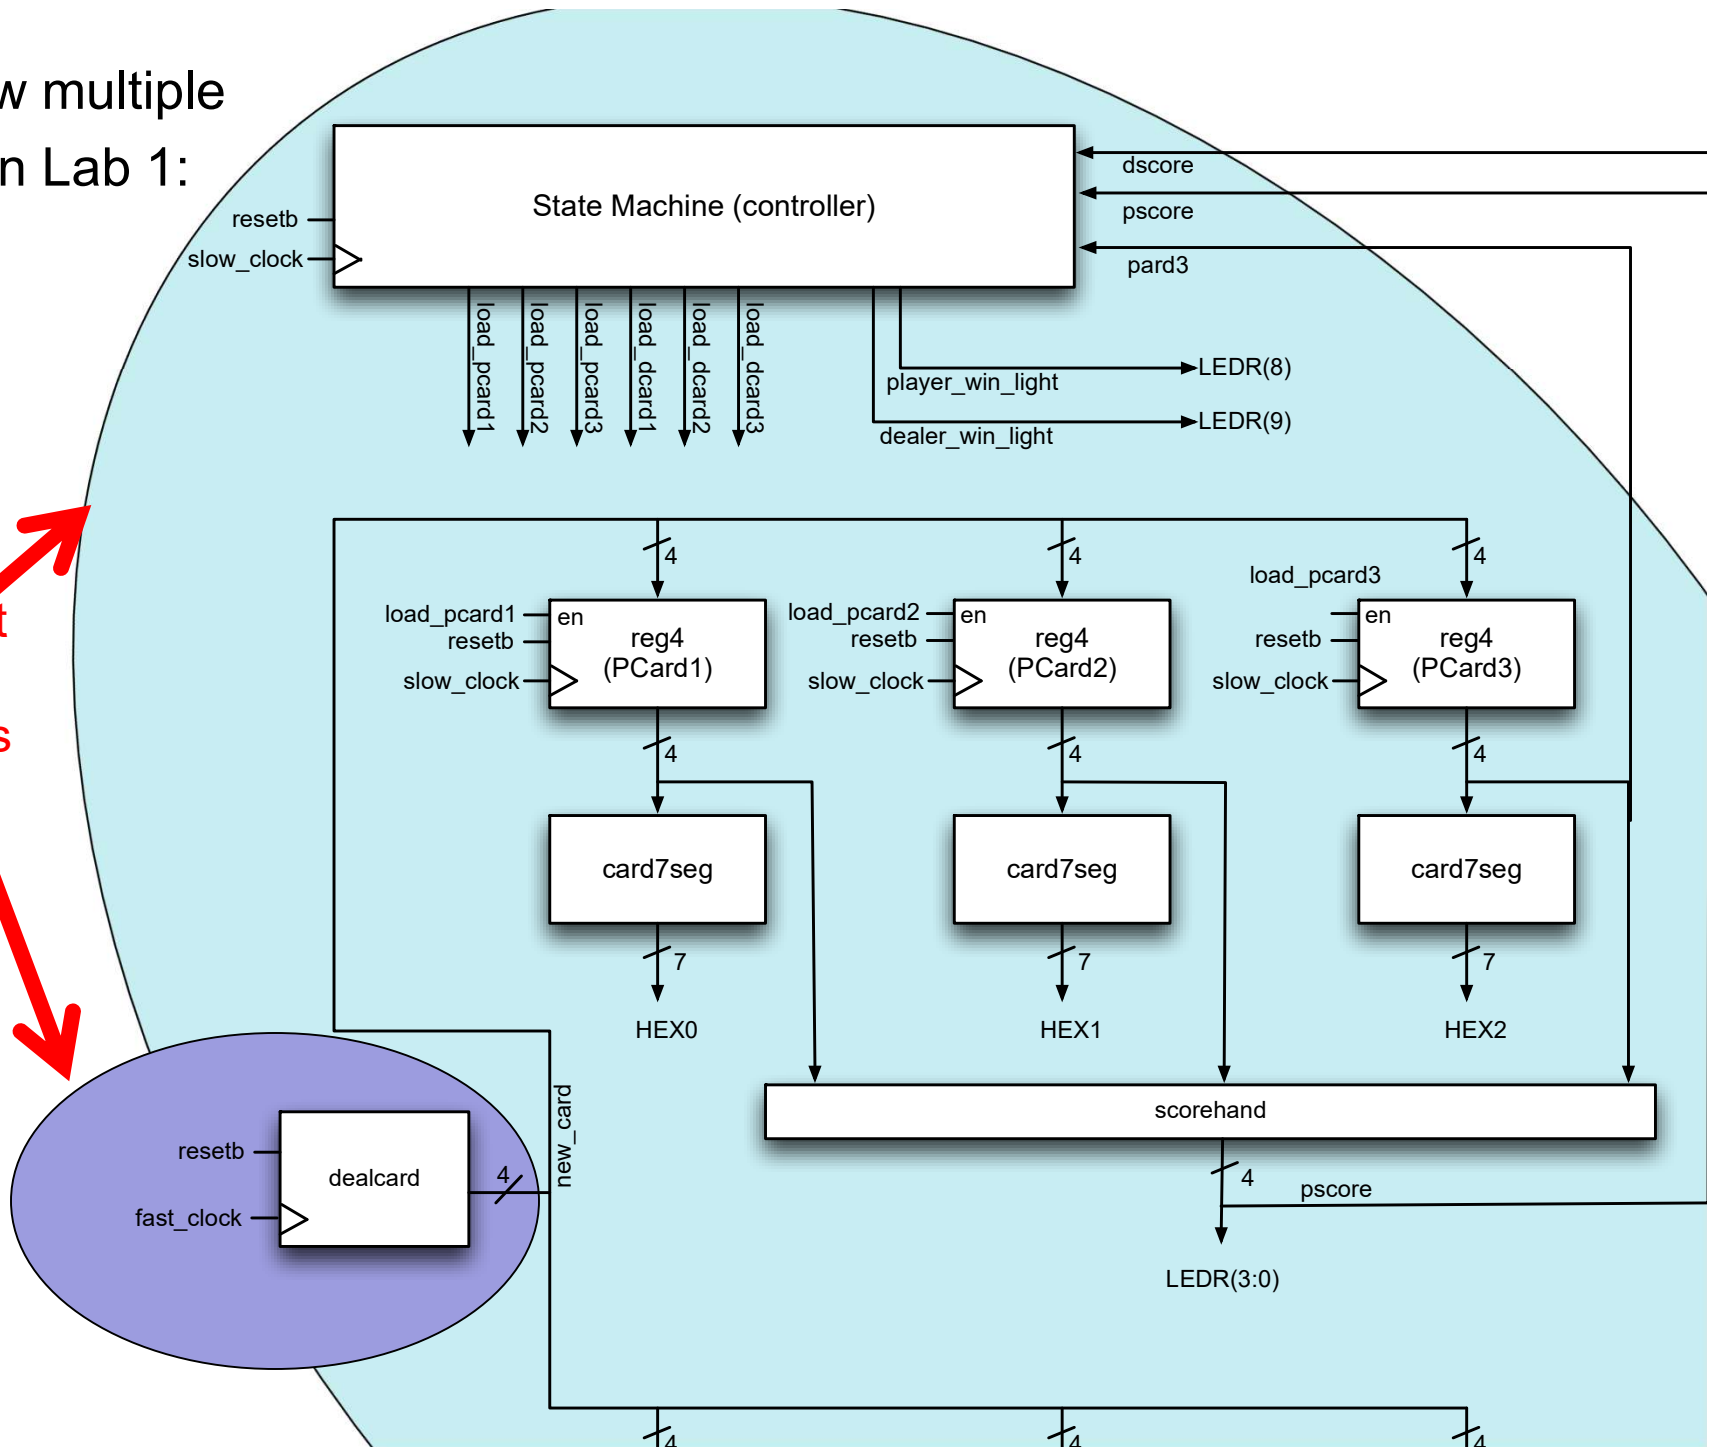 w multiple
n Lab 1:
State Machine (controller)
resetb
slow_clock
dscore
pscore
pard3
load_pcard1
load_pcard2
load_pcard3
load_dcard1
load_dcard2
load_dcard3
player_win_light
LEDR(8)
dealer_win_light
LEDR(9)
4
4
4
load_pcard1
en
resetb
slow_clock
reg4
(PCard1)
load_pcard2
en
resetb
slow_clock
reg4
(PCard2)
load_pcard3
en
resetb
slow_clock
reg4
(PCard3)
t
s
4
4
4
card7seg
card7seg
card7seg
7
7
7
HEX0
HEX1
HEX2
new_card
scorehand
resetb
fast_clock
dealcard
4
4
pscore
LEDR(3:0)
4
4
4